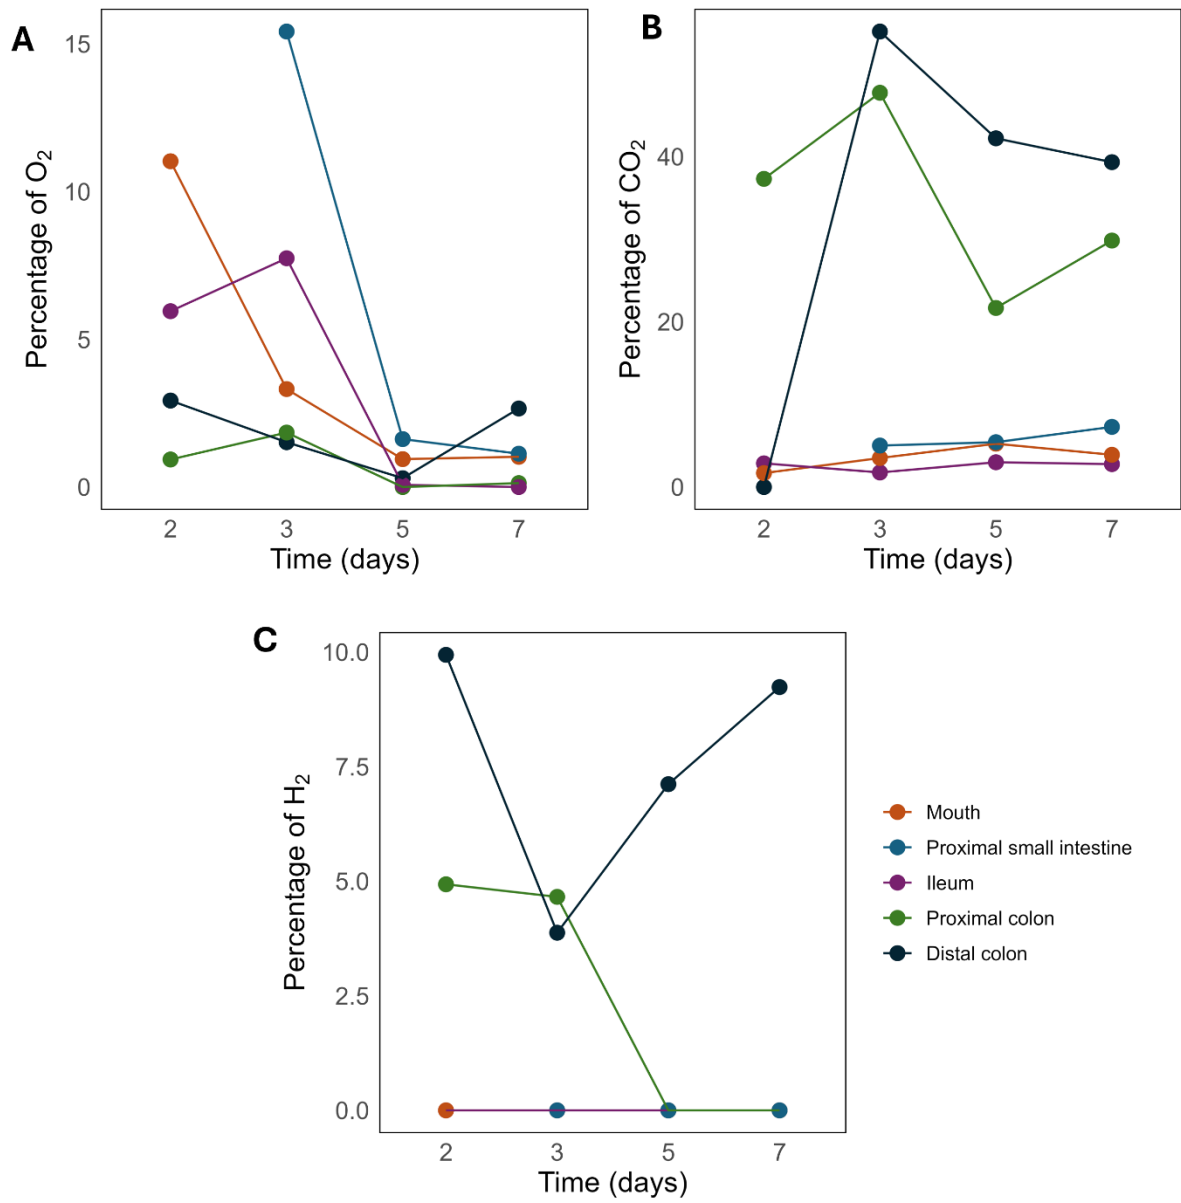 A
Percentage of O₂
15
10
5
0
2 3 5 7
Time (days)
B
Percentage of CO₂
40
20
0
2 3 5 7
Time (days)
C
Percentage of H₂
10.0
7.5
5.0
2.5
0.0
2 3 5 7
Time (days)
Mouth
Proximal small intestine
Ileum
Proximal colon
Distal colon